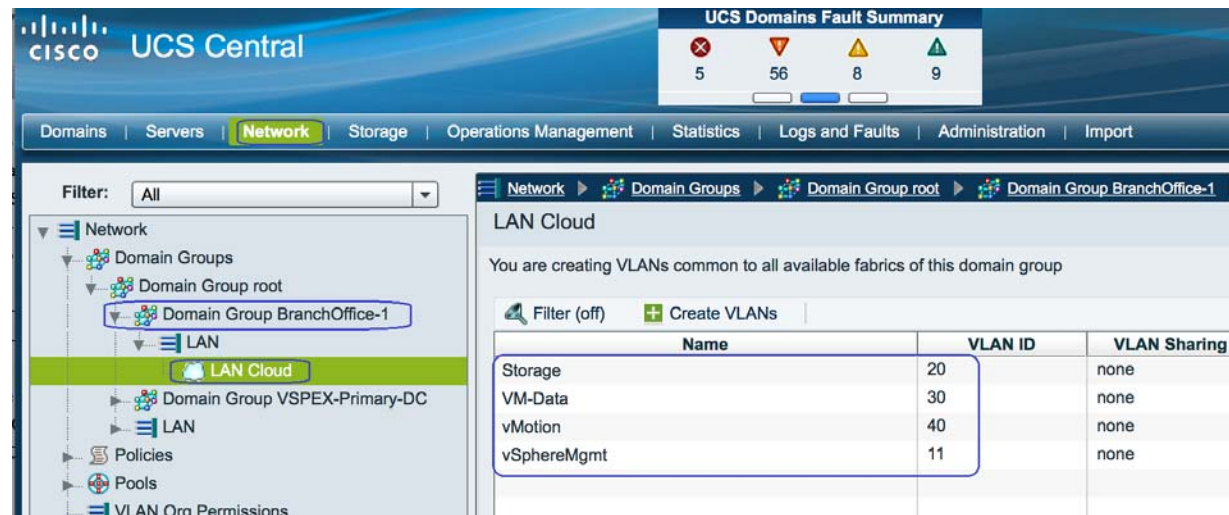 UCS Domains Fault Summary
CISCO UCS Central
5 56 8 9
Domains | Servers | Network | Storage | Operations Management | Statistics | Logs and Faults | Administration | Import
Filter: All
Network
Domain Groups
Domain Group root
Domain Group BranchOffice-1
LAN
LAN Cloud
Domain Group VSPEX-Primary-DC
LAN
Policies
Pools
VLAN Org Permissions
Network Domain Groups Domain Group root Domain Group BranchOffice-1
LAN Cloud
You are creating VLANs common to all available fabrics of this domain group
Filter (off) Create VLANs
Name VLAN ID VLAN Sharing
Storage 20 none
VM-Data 30 none
vMotion 40 none
vSphereMgmt 11 none